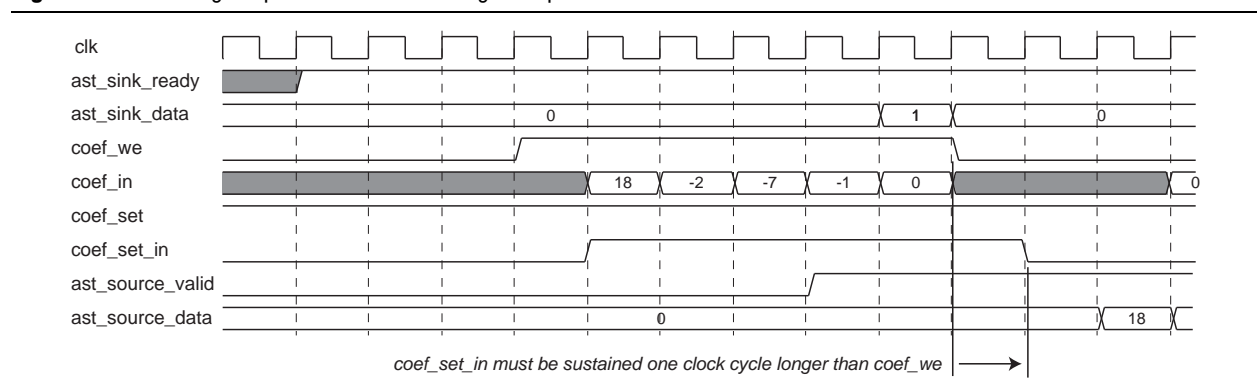 clk
ast_sink_ready
ast_sink_data 0 1 0
coef_we
coef_in 18 -2 -7 -1 0 0
coef_set
coef_set_in
ast_source_valid
ast_source_data 0 18
coef_set_in must be sustained one clock cycle longer than coef_we